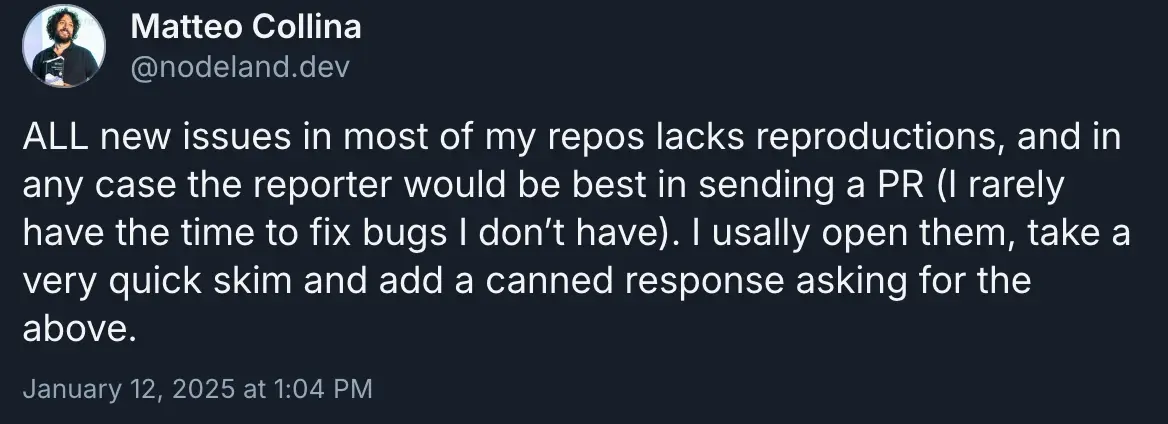 Matteo Collina
@nodeland.dev
ALL new issues in most of my repos lacks reproductions, and in
any case the reporter would be best in sending a PR (I rarely
have the time to fix bugs I don’t have). I usally open them, take a
very quick skim and add a canned response asking for the
above.
January 12, 2025 at 1:04 PM